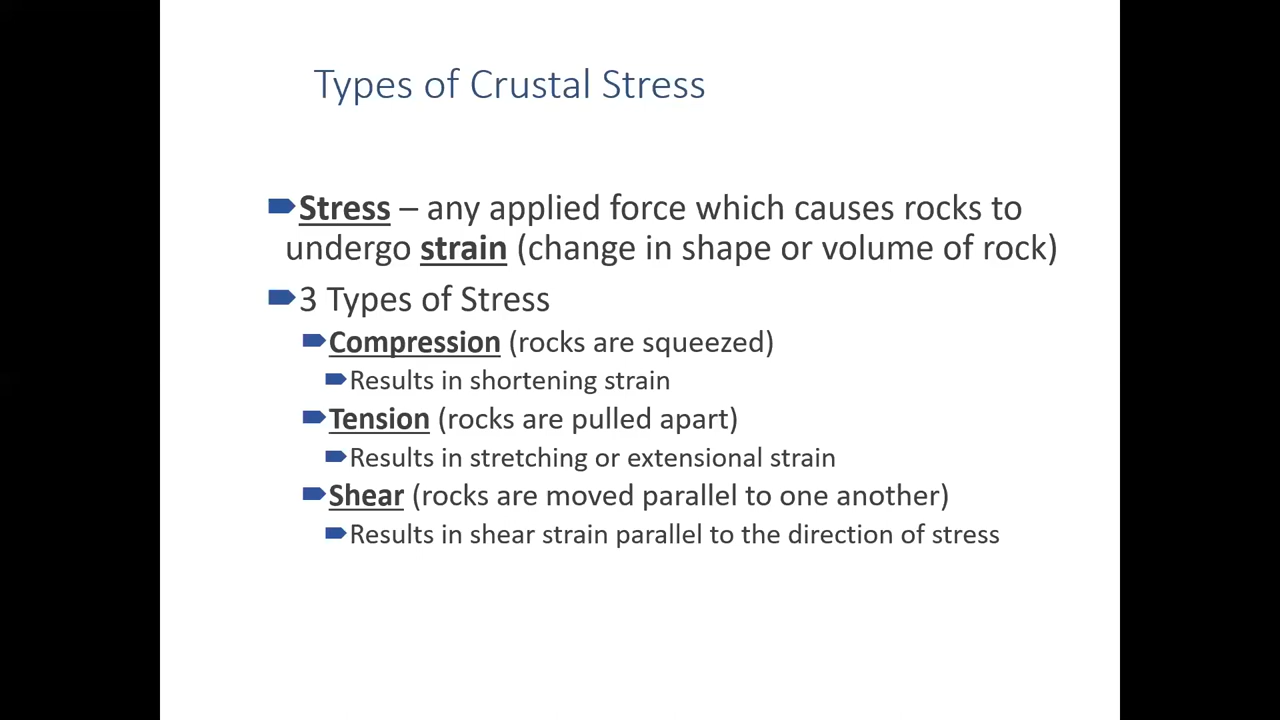 Types of Crustal Stress
Stress – any applied force which causes rocks to
undergo strain (change in shape or volume of rock)
3 Types of Stress
Compression (rocks are squeezed)
Results in shortening strain
Tension (rocks are pulled apart)
Results in stretching or extensional strain
Shear (rocks are moved parallel to one another)
Results in shear strain parallel to the direction of stress